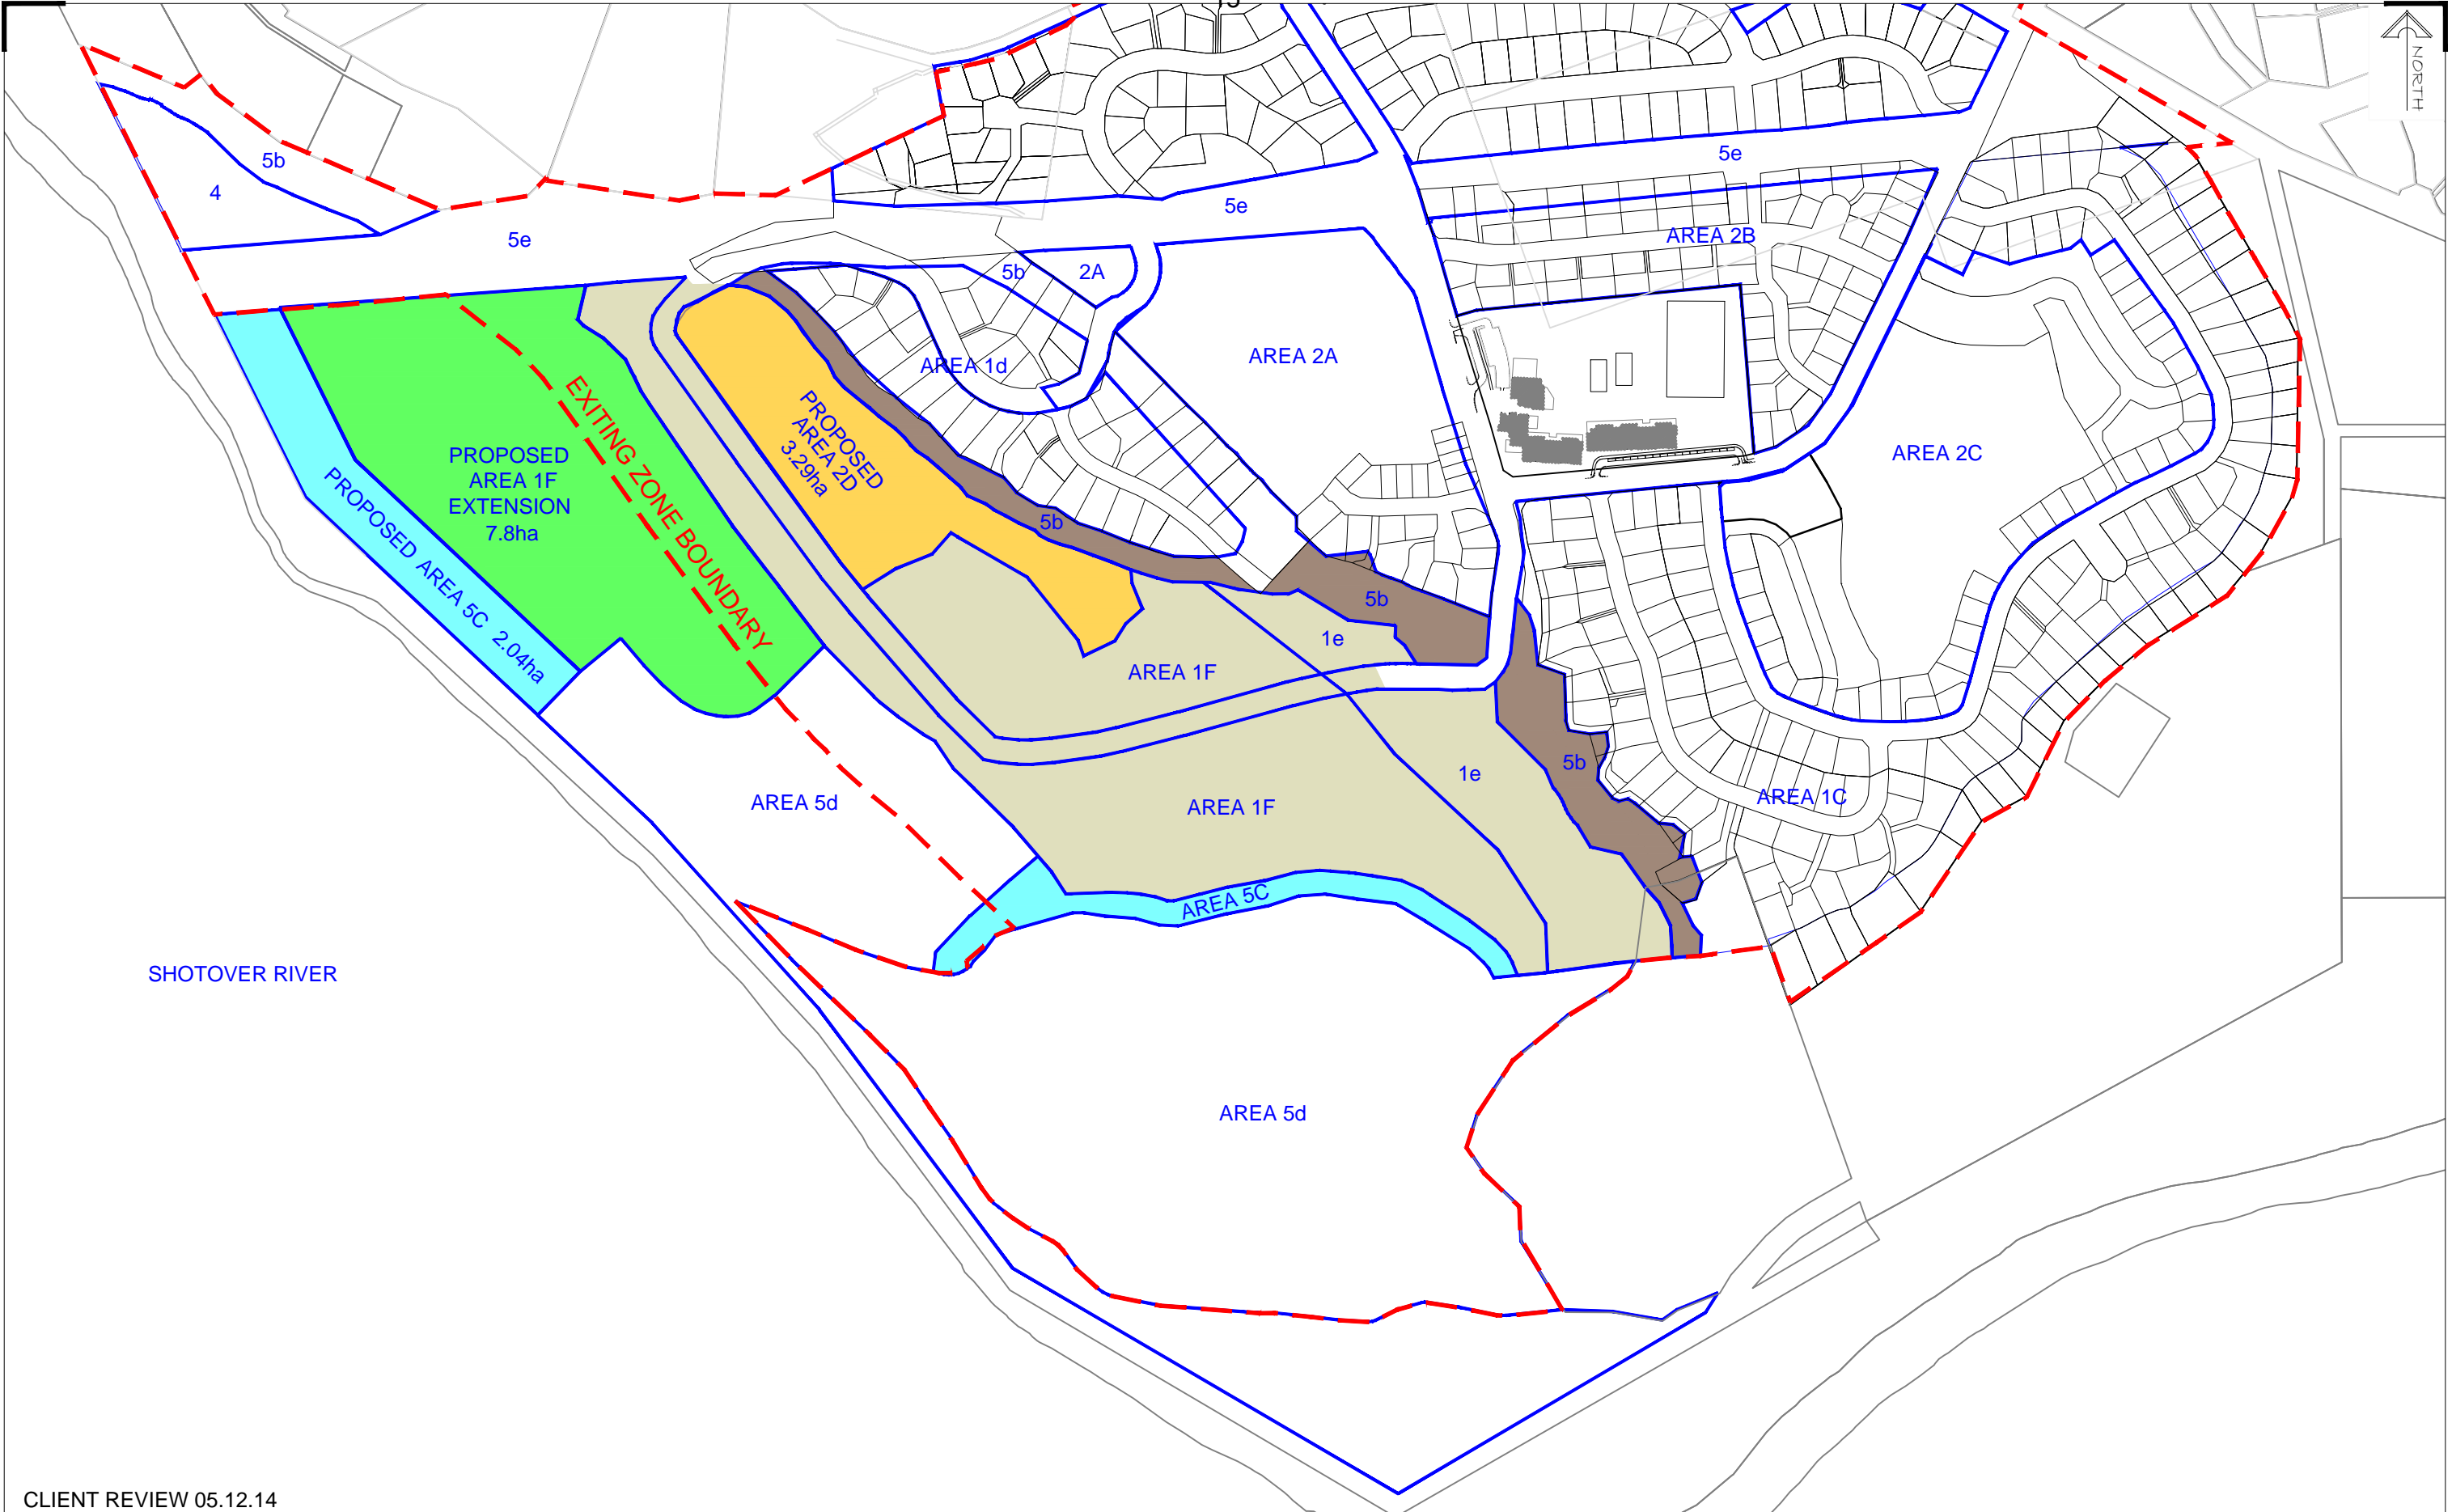 NORTH
5b
4
5e
5e
5e
AREA 2B
5b
2A
AREA 1d
AREA 2A
AREA 2C
PROPOSED
AREA 2D
3.29ha
EXITING ZONE BOUNDARY
PROPOSED
AREA 1F
EXTENSION
7.8ha
PROPOSED AREA 5C 2.04ha
5b
5b
1e
AREA 1F
5b
1e
AREA 1C
AREA 5d
AREA 1F
AREA 5C
SHOTOVER RIVER
AREA 5d
CLIENT REVIEW 05.12.14